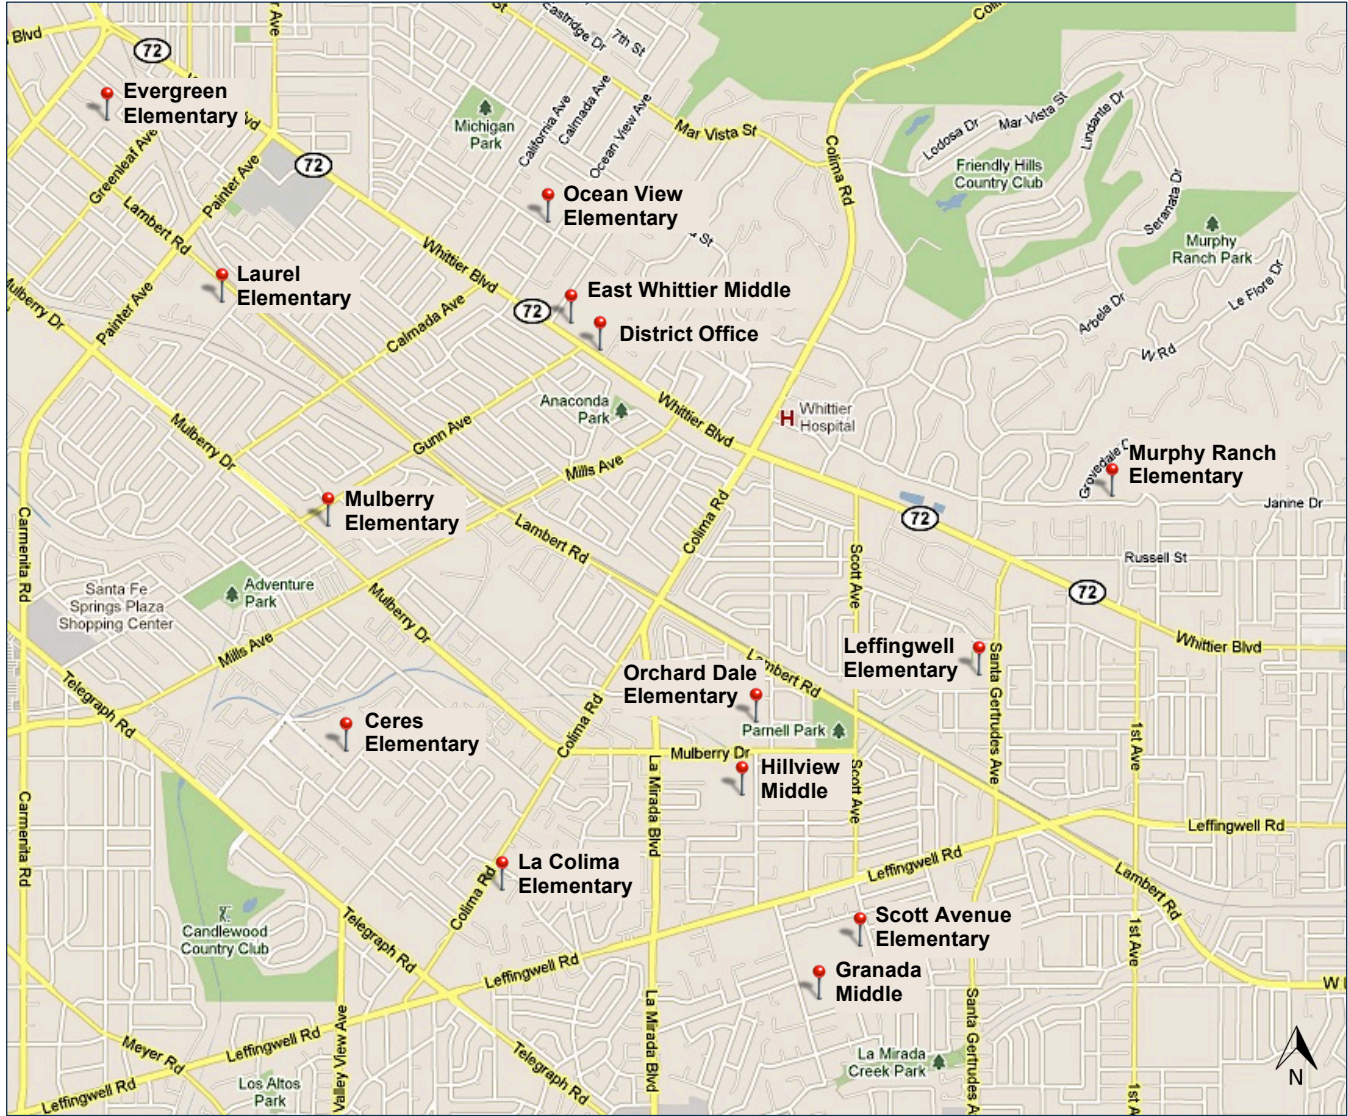 Blvd
72
Evergreen
Elementary
Greenleaf Ave
Painter Ave
Lambert Rd
Mulberry Dr
Painter Ave
Laurel
Elementary
72
Michigan
Park
Eastridge Dr
7th St
California Ave
Calmada Ave
Ocean View Ave
Mar Vista St
Colima Rd
Lodosa Dr
Mar Vista St
Lindante Dr
Friendly Hills
Country Club
Seranata Dr
Murphy
Ranch Park
Le Flore Dr
Arbela Dr
W Rd
Ocean View
Elementary
Whittier Blvd
72
East Whittier Middle
District Office
Calmada Ave
Anaconda
Park
Gunn Ave
Mills Ave
Whittier Blvd
H
Whittier
Hospital
Mulberry Dr
Mulberry
Elementary
Lambert Rd
Colima Rd
Murphy Ranch
Elementary
Janine Dr
72
Russell St
72
Whittier Blvd
Scott Ave
Carmenita Rd
Santa Fe
Springs Plaza
Shopping Center
Adventure
Park
Mulberry Dr
Mills Ave
Telegraph Rd
Leffingwell
Elementary
Santa Gertrudes Ave
Orchard Dale
Elementary
Lambert Rd
Parnell Park
Ceres
Elementary
Colima Rd
Mulberry Dr
Hillview
Middle
La Mirada Blvd
Scott Ave
1st Ave
Leffingwell Rd
Carmenita Rd
La Colima
Elementary
Colima Rd
Leffingwell Rd
Lambert Rd
Candlewood
Country Club
Telegraph Rd
Scott Avenue
Elementary
1st Ave
Leffingwell Rd
Granada
Middle
W
La Mirada Blvd
Santa Gertrudes
Valley View Ave
Meyer Rd
Leffingwell Rd
Telegraph Rd
La Mirada
Creek Park
Los Altos
Park
Leffingwell Rd
1st A
N